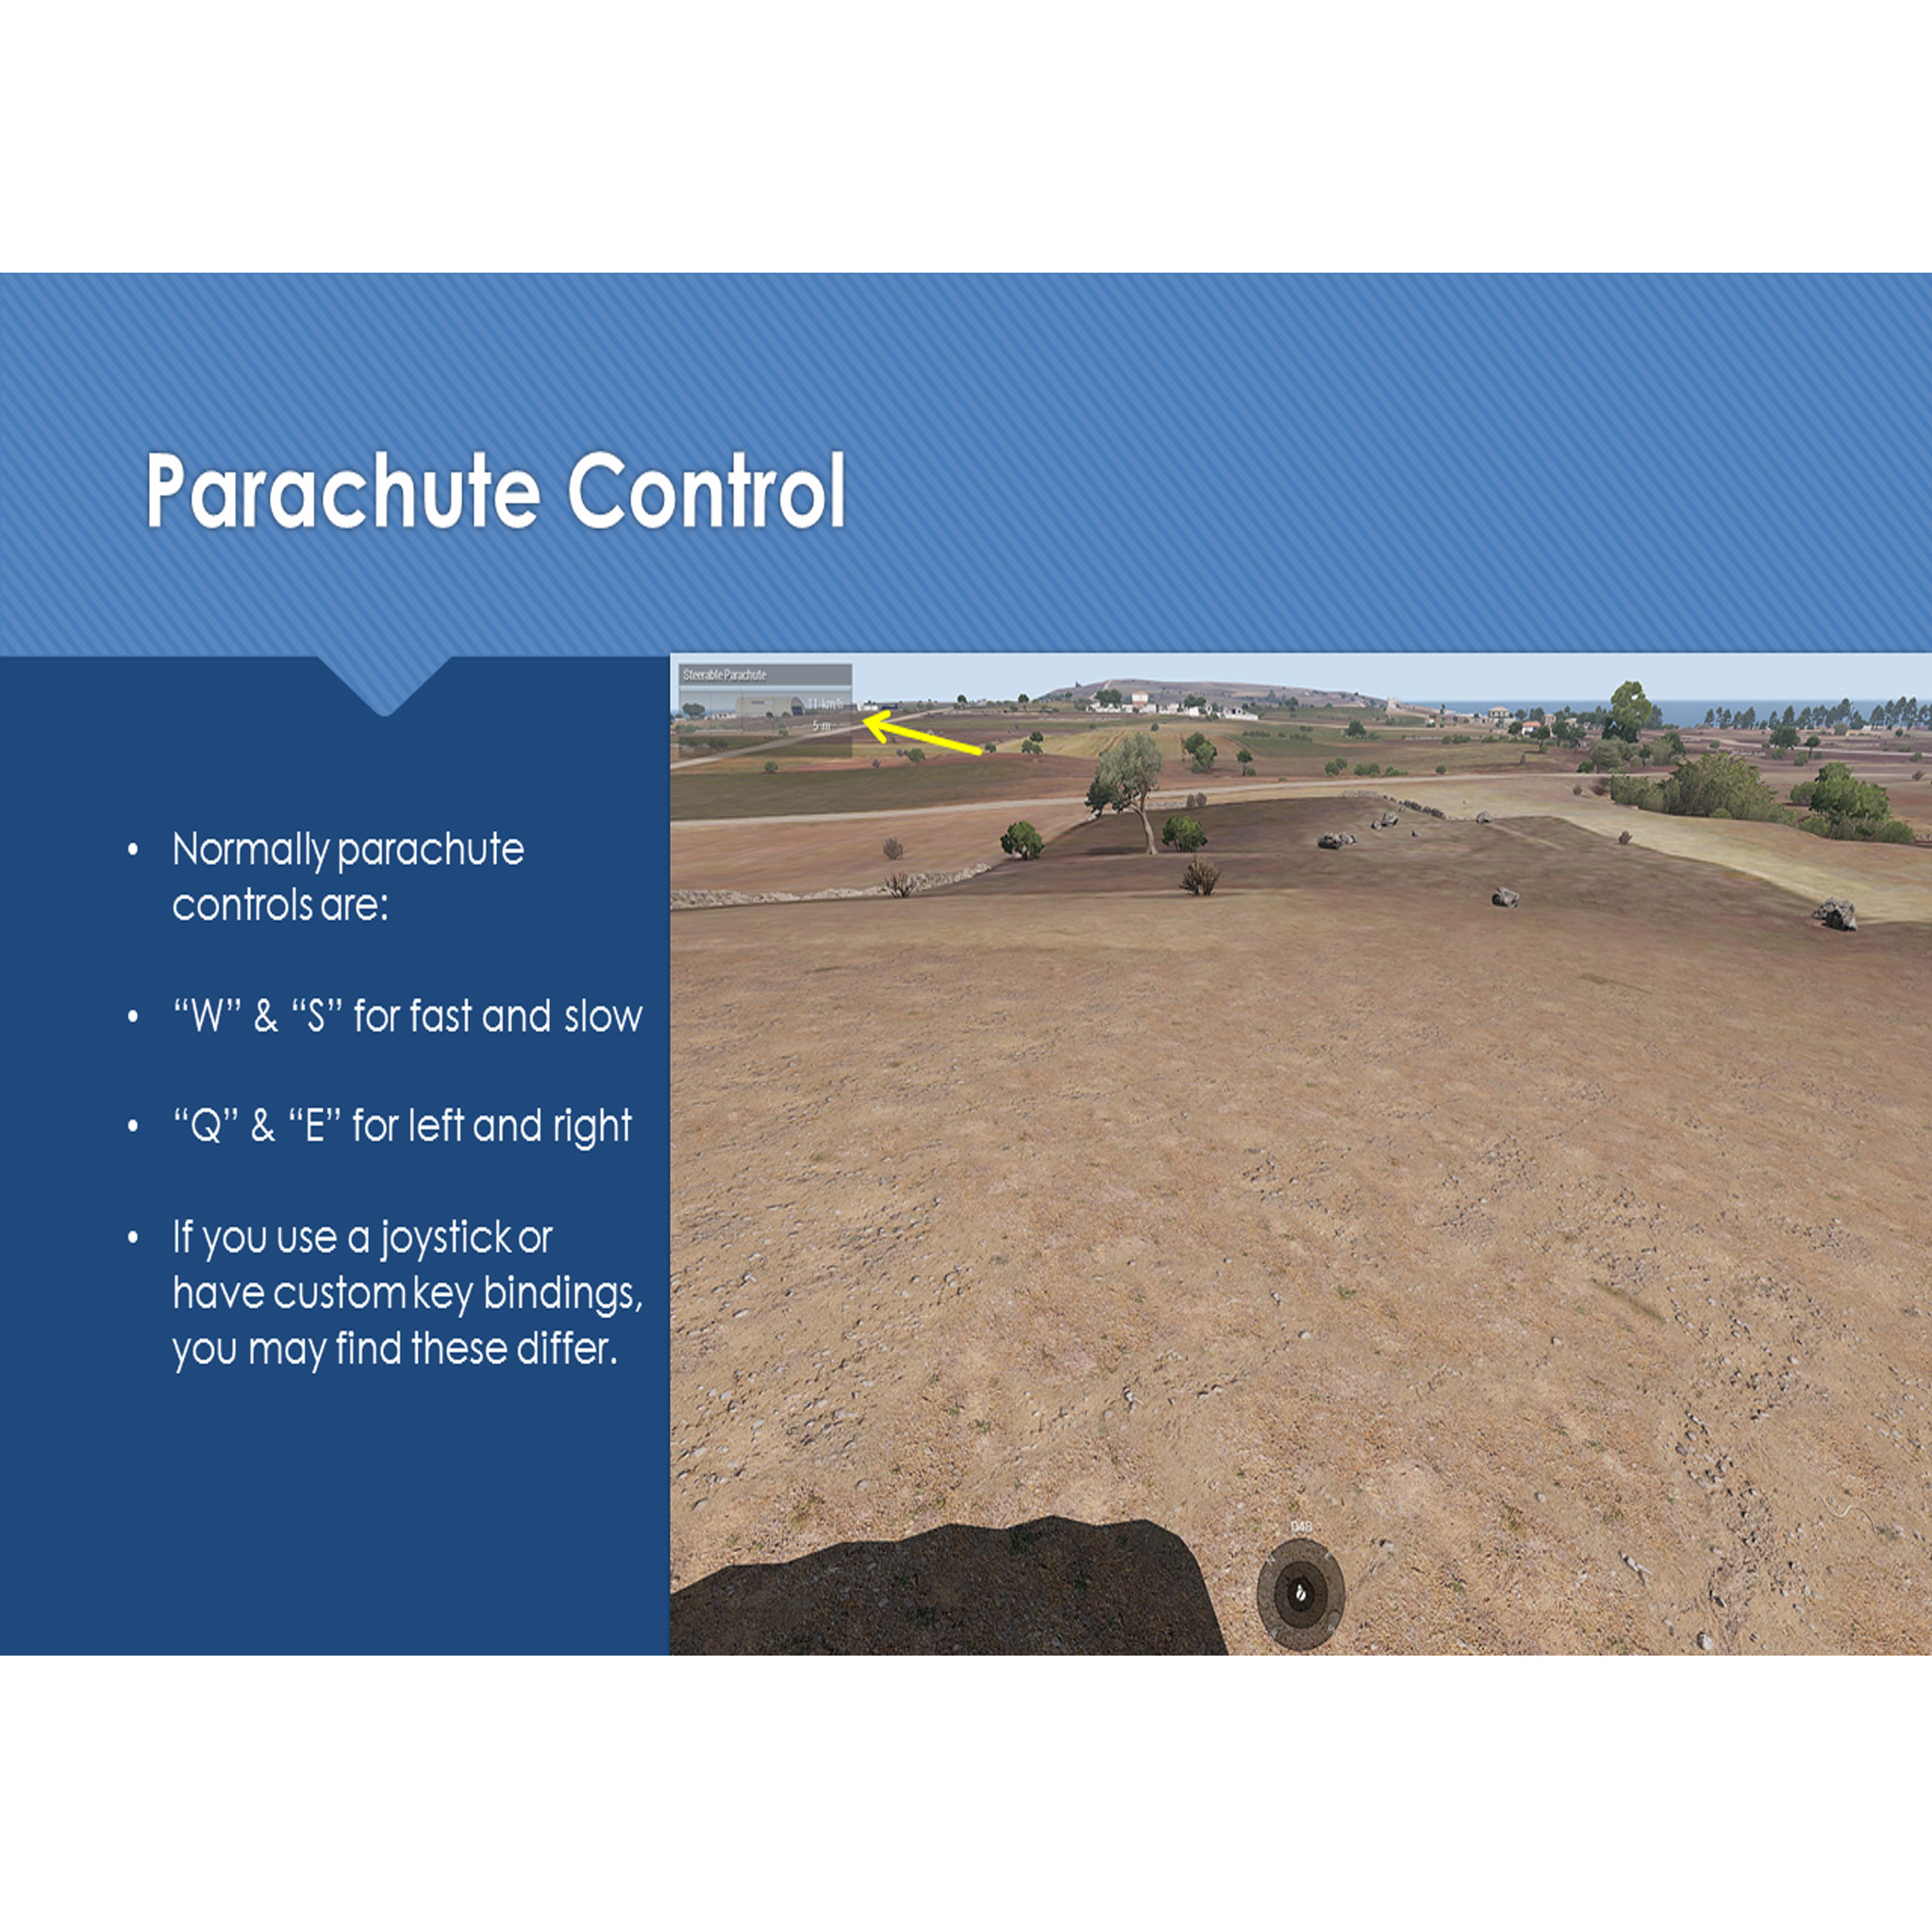 Parachute Control
Steerable Parachute
11 km/h
5 m
• Normally parachute
controls are:
• “W” & “S” for fast and slow
• “Q” & “E” for left and right
• If you use a joystick or
have custom key bindings,
you may find these differ.
048